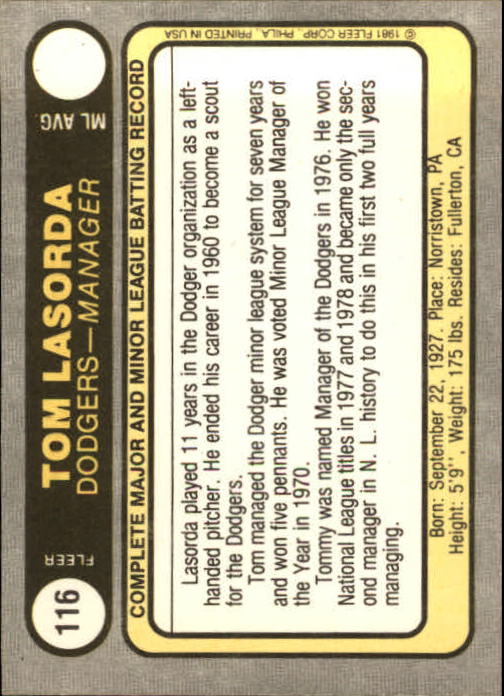 116
FLEER
TOM LASORDA
DODGERS—MANAGER
ML AVG.
COMPLETE MAJOR AND MINOR LEAGUE BATTING RECORD
Lasorda played 11 years in the Dodger organization as a left-
handed pitcher. He ended his career in 1960 to become a scout
for the Dodgers.
Tom managed the Dodger minor league system for seven years
and won five pennants. He was voted Minor League Manager of
the Year in 1970.
Tommy was named Manager of the Dodgers in 1976. He won
National League titles in 1977 and 1978 and became only the sec-
ond manager in N. L. history to do this in his first two full years
managing.
Born: September 22, 1927. Place: Norristown, PA
Height: 5'9'', Weight: 175 lbs. Resides: Fullerton, CA
© 1981 FLEER CORP., PHILA., PRINTED IN USA